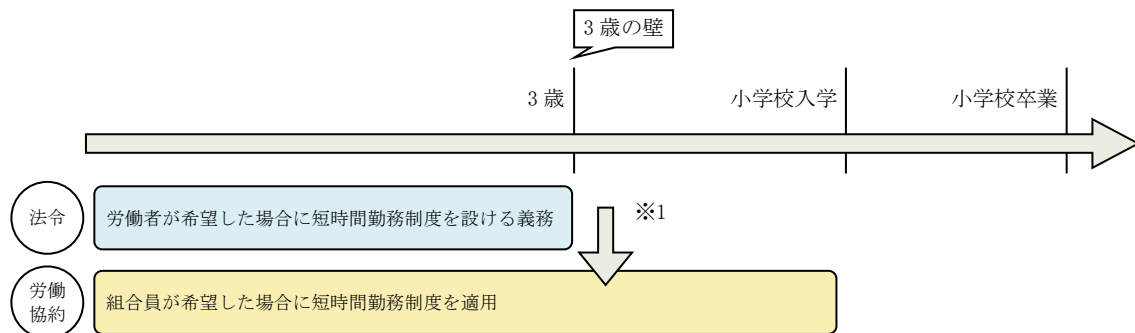 3歳の壁
3歳
小学校入学
小学校卒業
法令
労働者が希望した場合に短時間勤務制度を設ける義務
※1
労働
協約
組合員が希望した場合に短時間勤務制度を適用